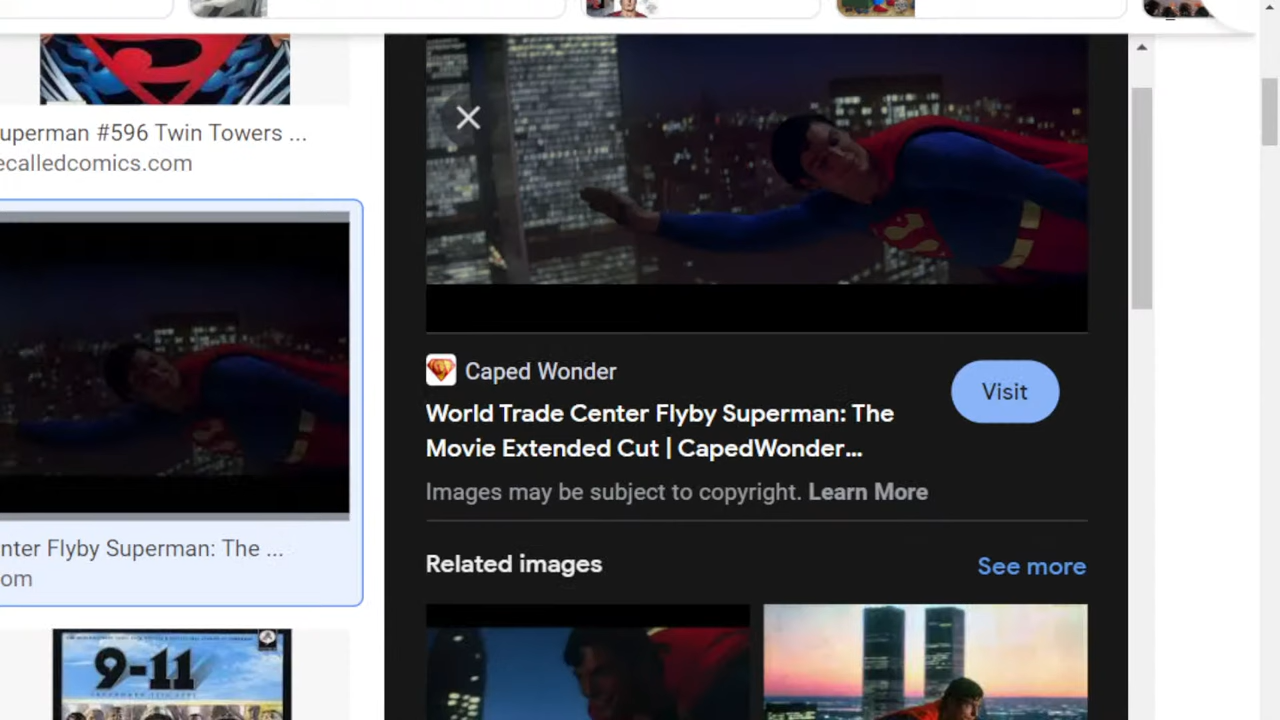 uperman #596 Twin Towers ...
ecalledcomics.com
nter Flyby Superman: The ...
om
9-11
Caped Wonder
Visit
World Trade Center Flyby Superman: The
Movie Extended Cut | CapedWonder...
Images may be subject to copyright. Learn More
Related images
See more